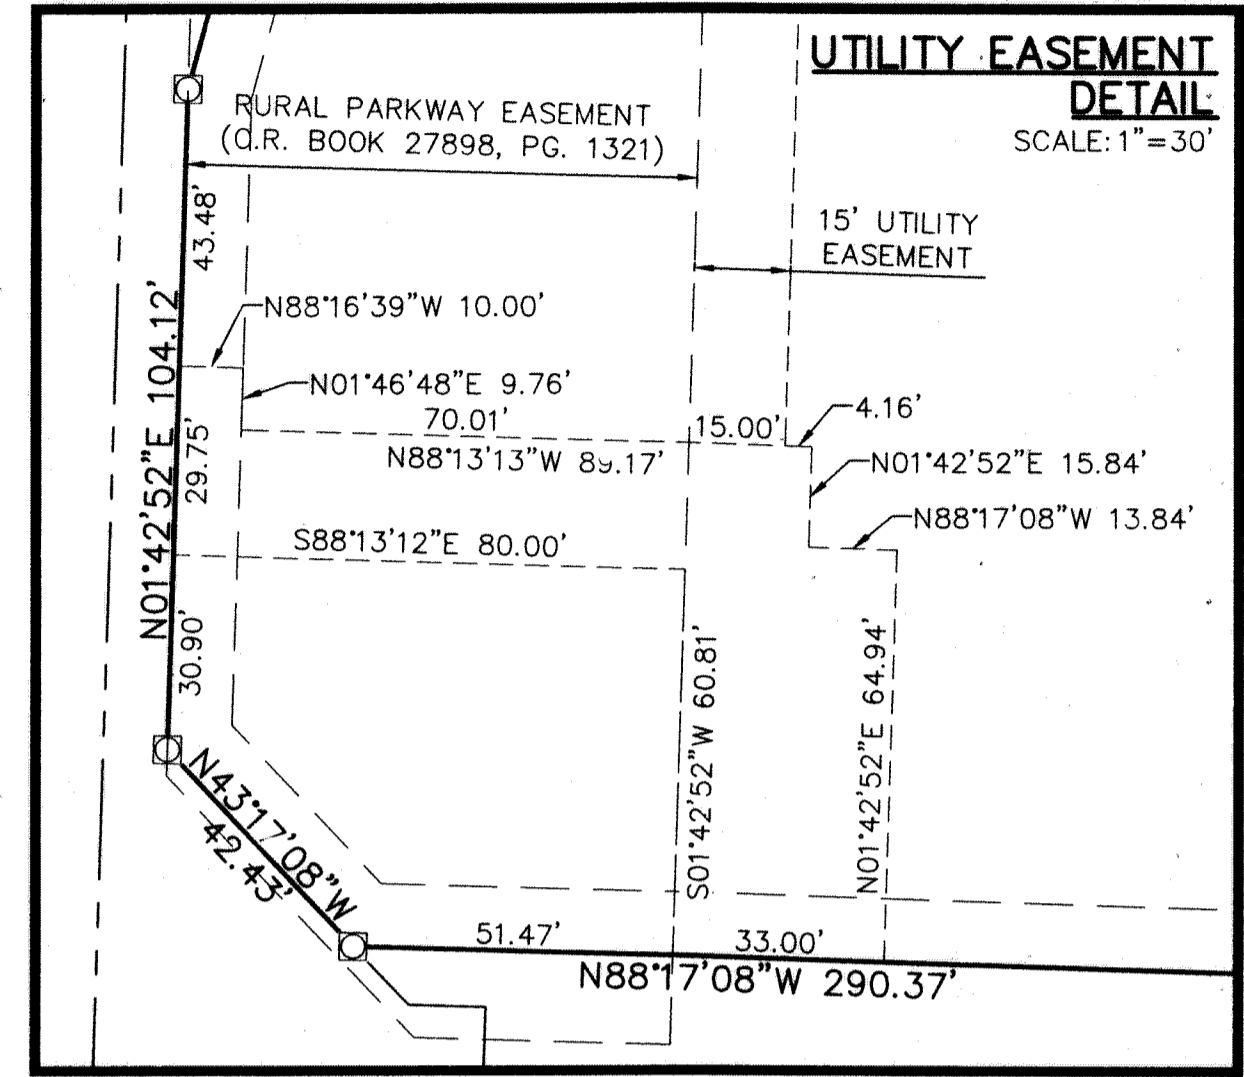 UTILITY EASEMENT
DETAIL
SCALE: 1"=30'
RURAL PARKWAY EASEMENT
(O.R. BOOK 27898, PG. 1321)
43.48'
15' UTILITY
EASEMENT
N88°16'39"W 10.00'
N01°46'48"E 9.76'
70.01'
15.00'
4.16'
N88°13'13"W 89.17'
N01°42'52"E 104.12'
29.75'
N01°42'52"E 15.84'
N88°17'08"W 13.84'
S88°13'12"E 80.00'
30.90'
S01°42'52"W 60.81'
N01°42'52"E 64.94'
N43°17'08"W
42.43'
51.47'
33.00'
N88°17'08"W 290.37'